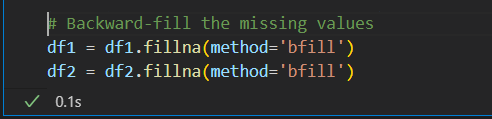 # Backward-fill the missing values
df1 = df1.fillna(method='bfill')
df2 = df2.fillna(method='bfill')
0.1s